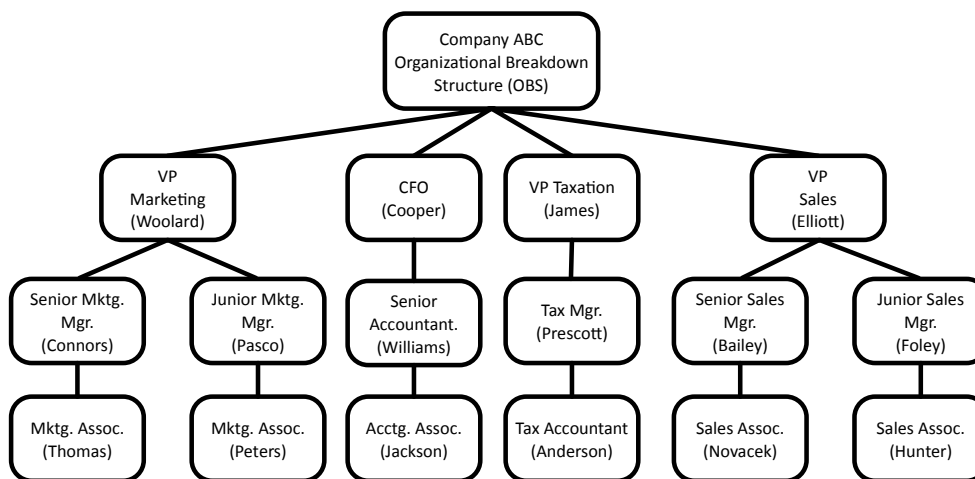 Company ABC
Organizational Breakdown
Structure (OBS)
VP
Marketing
(Woolard)
CFO
(Cooper)
VP Taxation
(James)
VP
Sales
(Elliott)
Senior Mktg.
Mgr.
(Connors)
Junior Mktg.
Mgr.
(Pasco)
Senior
Accountant.
(Williams)
Tax Mgr.
(Prescott)
Senior Sales
Mgr.
(Bailey)
Junior Sales
Mgr.
(Foley)
Mktg. Assoc.
(Thomas)
Mktg. Assoc.
(Peters)
Acctg. Assoc.
(Jackson)
Tax Accountant
(Anderson)
Sales Assoc.
(Novacek)
Sales Assoc.
(Hunter)